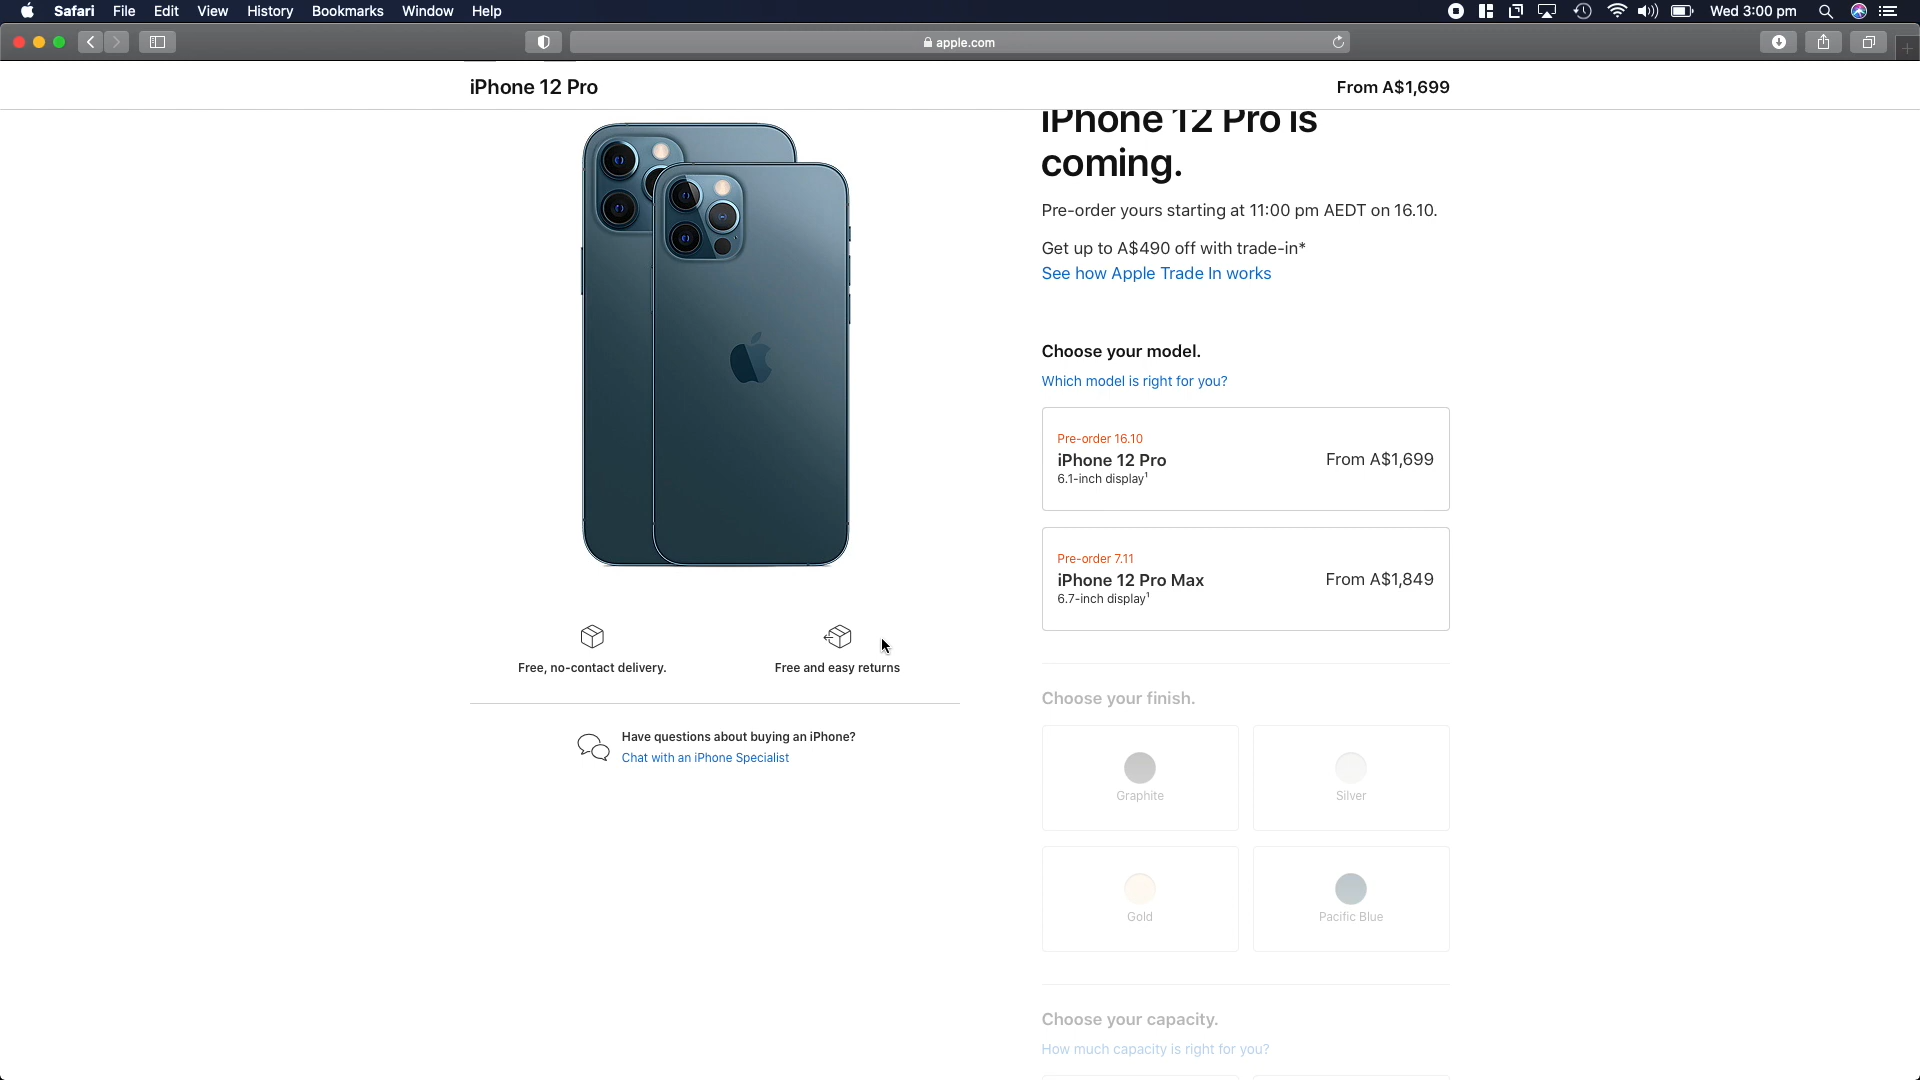 Safari File Edit View History Bookmarks Window Help Wed 3:00 pm
apple.com
iPhone 12 Pro From A$1,699
iPhone 12 Pro is
coming.
Pre-order yours starting at 11:00 pm AEDT on 16.10.
Get up to A$490 off with trade-in*
See how Apple Trade In works
Choose your model.
Which model is right for you?
Pre-order 16.10
iPhone 12 Pro From A$1,699
6.1-inch display¹
Pre-order 7.11
iPhone 12 Pro Max From A$1,849
6.7-inch display¹
Free, no-contact delivery. Free and easy returns
Have questions about buying an iPhone?
Chat with an iPhone Specialist
Choose your finish.
Graphite Silver
Gold Pacific Blue
Choose your capacity.
How much capacity is right for you?